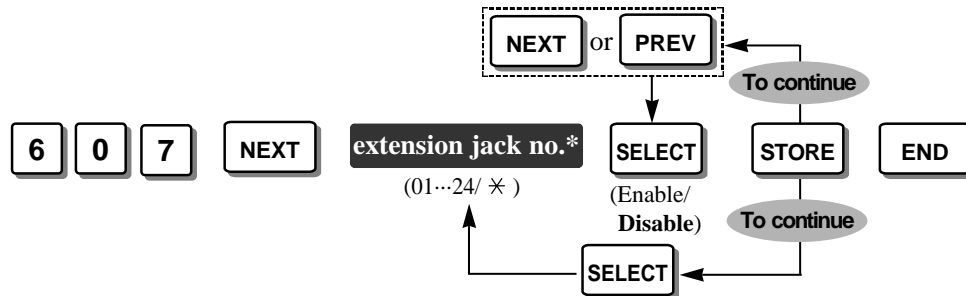 NEXT or PREV
To continue
6 0 7 NEXT extension jack no.* SELECT STORE END
(01···24/ ✳ )
(Enable/
Disable)
To continue
SELECT